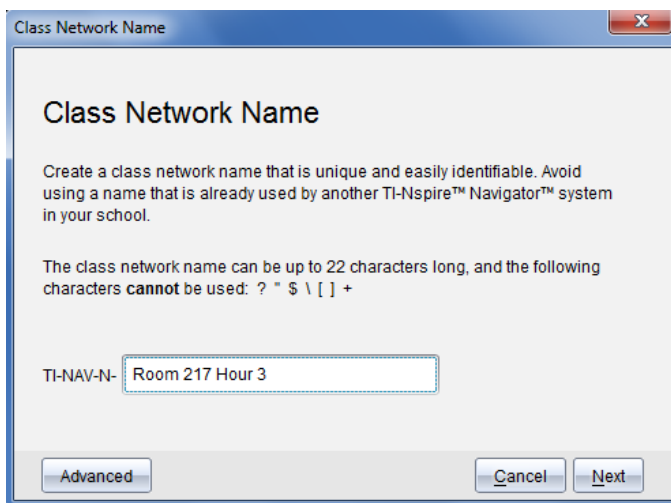 Class Network Name
x
Class Network Name
Create a class network name that is unique and easily identifiable. Avoid
using a name that is already used by another TI-Nspire™ Navigator™ system
in your school.
The class network name can be up to 22 characters long, and the following
characters cannot be used: ? " $ \ [ ] +
TI-NAV-N- Room 217 Hour 3
Advanced Cancel Next